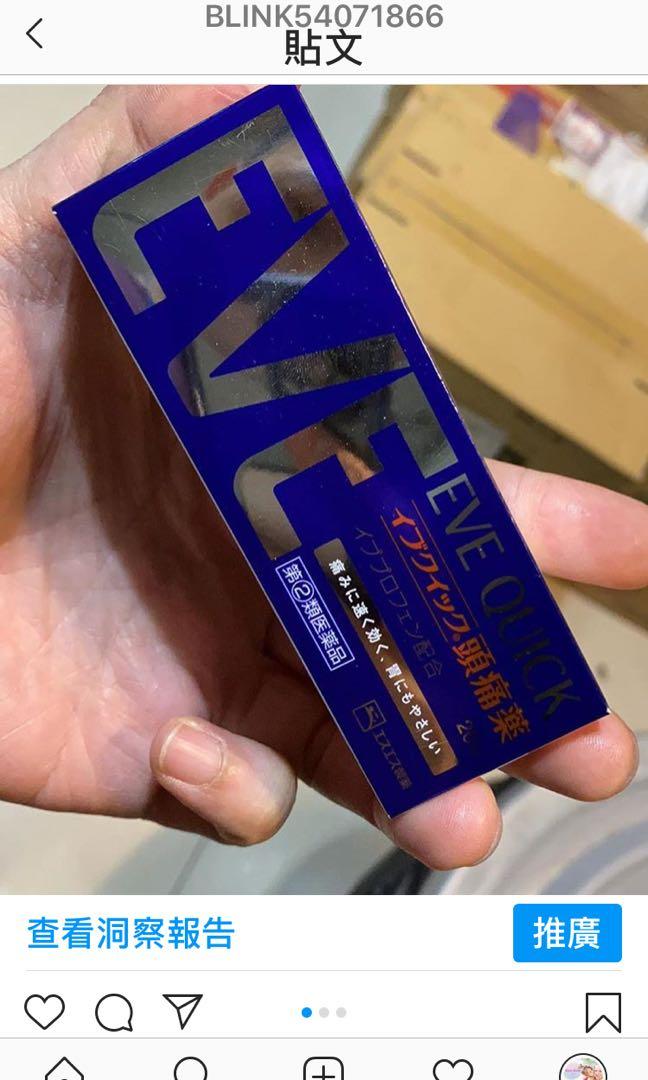 BLINK54071866
貼文
EVE
EVE QUICK
イブクイック®頭痛薬
イブプロフェン配合
痛みに速く効く、胃にもやさしい
第②類医薬品
エスエス製薬
查看洞察報告
推廣